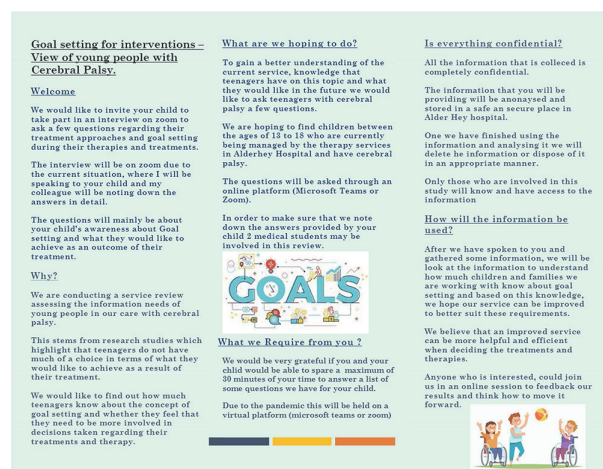 Goal setting for interventions –
View of young people with
Cerebral Palsy.
Welcome
We would like to invite your child to
take part in an interview on zoom to
ask a few questions regarding their
treatment approaches and goal setting
during their therapies and treatments.
The interview will be on zoom due to
the current situation, where I will be
speaking to your child and my
colleague will be noting down the
answers in detail.
The questions will mainly be about
your child's awareness about Goal
setting and what they would like to
achieve as an outcome of their
treatment.
Why?
We are conducting a service review
assessing the information needs of
young people in our care with cerebral
palsy.
This stems from research studies which
highlight that teenagers do not have
much of a choice in terms of what they
would like to achieve as a result of
their treatment.
We would like to find out how much
teenagers know about the concept of
goal setting and whether they feel that
they need to be more involved in
decisions taken regarding their
treatments and therapy.
What are we hoping to do?
To gain a better understanding of the
current service, knowledge that
teenagers have on this topic and what
they would like in the future we would
like to ask teenagers with cerebral
palsy a few questions.
We are hoping to find children between
the ages of 13 to 18 who are currently
being managed by the therapy services
in Alderhey Hospital and have cerebral
palsy.
The questions will be asked through an
online platform (Microsoft Teams or
Zoom).
In order to make sure that we note
down the answers provided by your
child 2 medical students may be
involved in this review.
GOALS
What we Require from you ?
We would be very grateful if you and your
chlid would be able to spare a maximum of
30 minutes of your time to answer a list of
some questions we have for your child.
Due to the pandemic this will be held on a
virtual platform (microsoft teams or zoom)
Is everything confidential?
All the information that is colleced is
completely confidential.
The information that you will be
providing will be anonaysed and
stored in a safe an secure place in
Alder Hey hospital.
One we have finished using the
information and analysing it we will
delete he information or dispose of it
in an appropriate manner.
Only those who are involved in this
study will know and have access to the
information
How will the information be
used?
After we have spoken to you and
gathered some information, we will be
look at the information to understand
how much children and families we
are working with know about goal
setting and based on this knowledge,
we hope our service can be improved
to better suit these requirements.
We believe that an improved service
can be more helpful and efficient
when deciding the treatments and
therapies.
Anyone who is interested, could join
us in an online session to feedback our
results and think how to move it
forward.